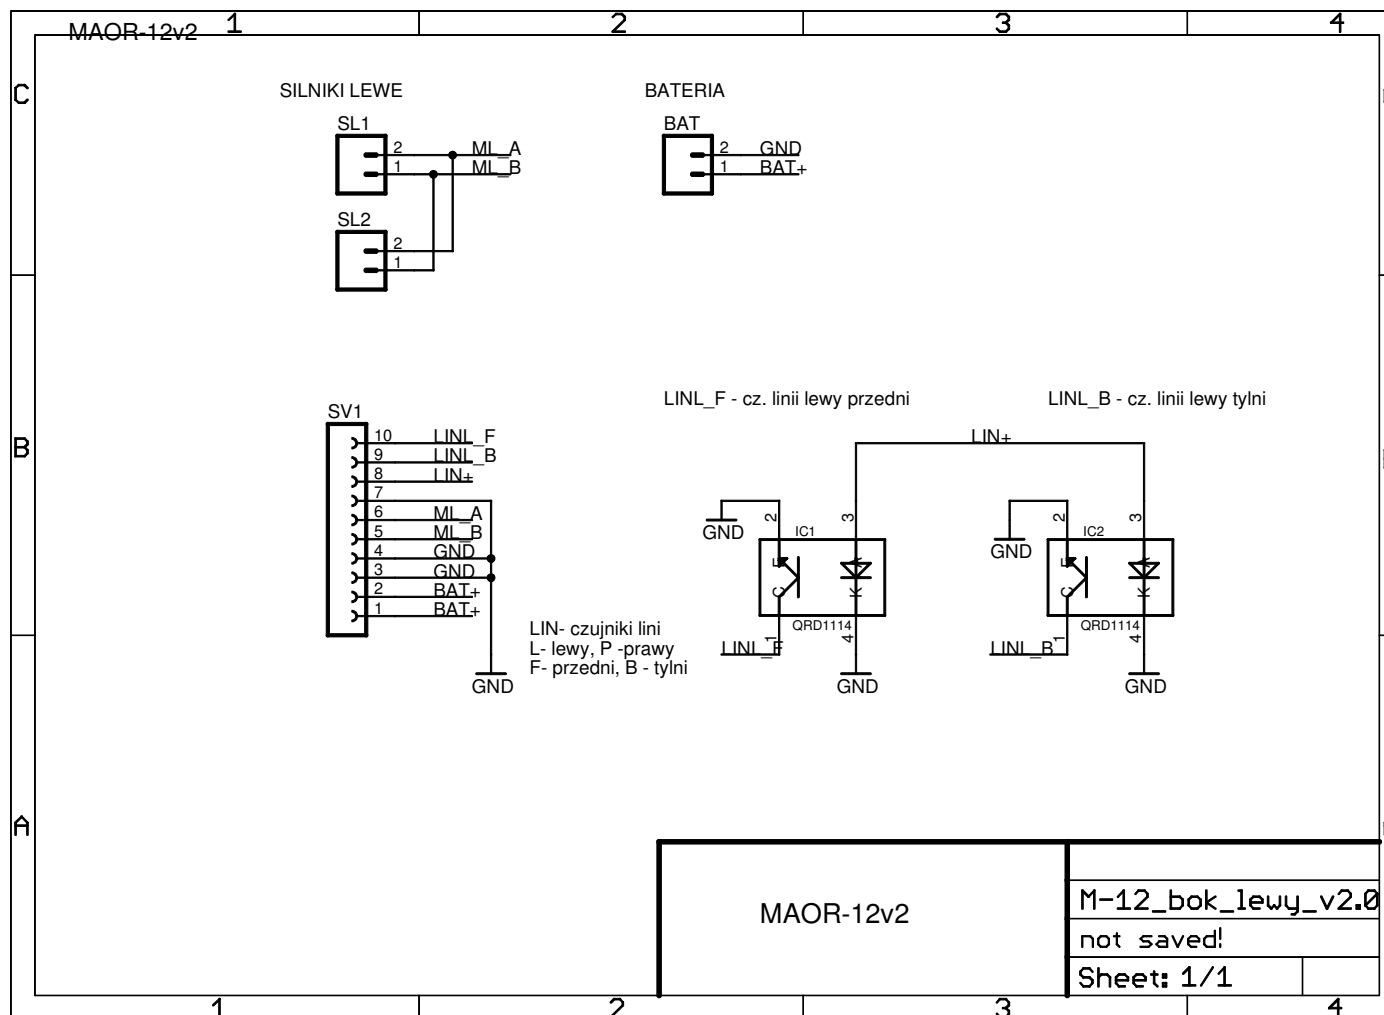 1
2
3
4
MAOR-12v2
C
SILNIKI LEWE
BATERIA
SL1
BAT
2 ML_A
1 ML_B
2 GND
1 BAT+
SL2
2
1
LINL_F - cz. linii lewy przedni
LINL_B - cz. linii lewy tylni
SV1
B
10 LINL_F
9 LINL_B
8 LIN+
7
6 ML_A
5 ML_B
4 GND
3 GND
2 BAT+
1 BAT+
GND
LIN- czujniki lini
L- lewy, P -prawy
F- przedni, B - tylni
LIN+
2
3
GND
IC1
E
A
C
K
QRD1114
1
4
LINL_F
GND
2
3
GND
IC2
E
A
C
K
QRD1114
1
4
LINL_B
GND
A
MAOR-12v2
M-12_bok_lewy_v2.0
not saved!
Sheet: 1/1
1
2
3
4